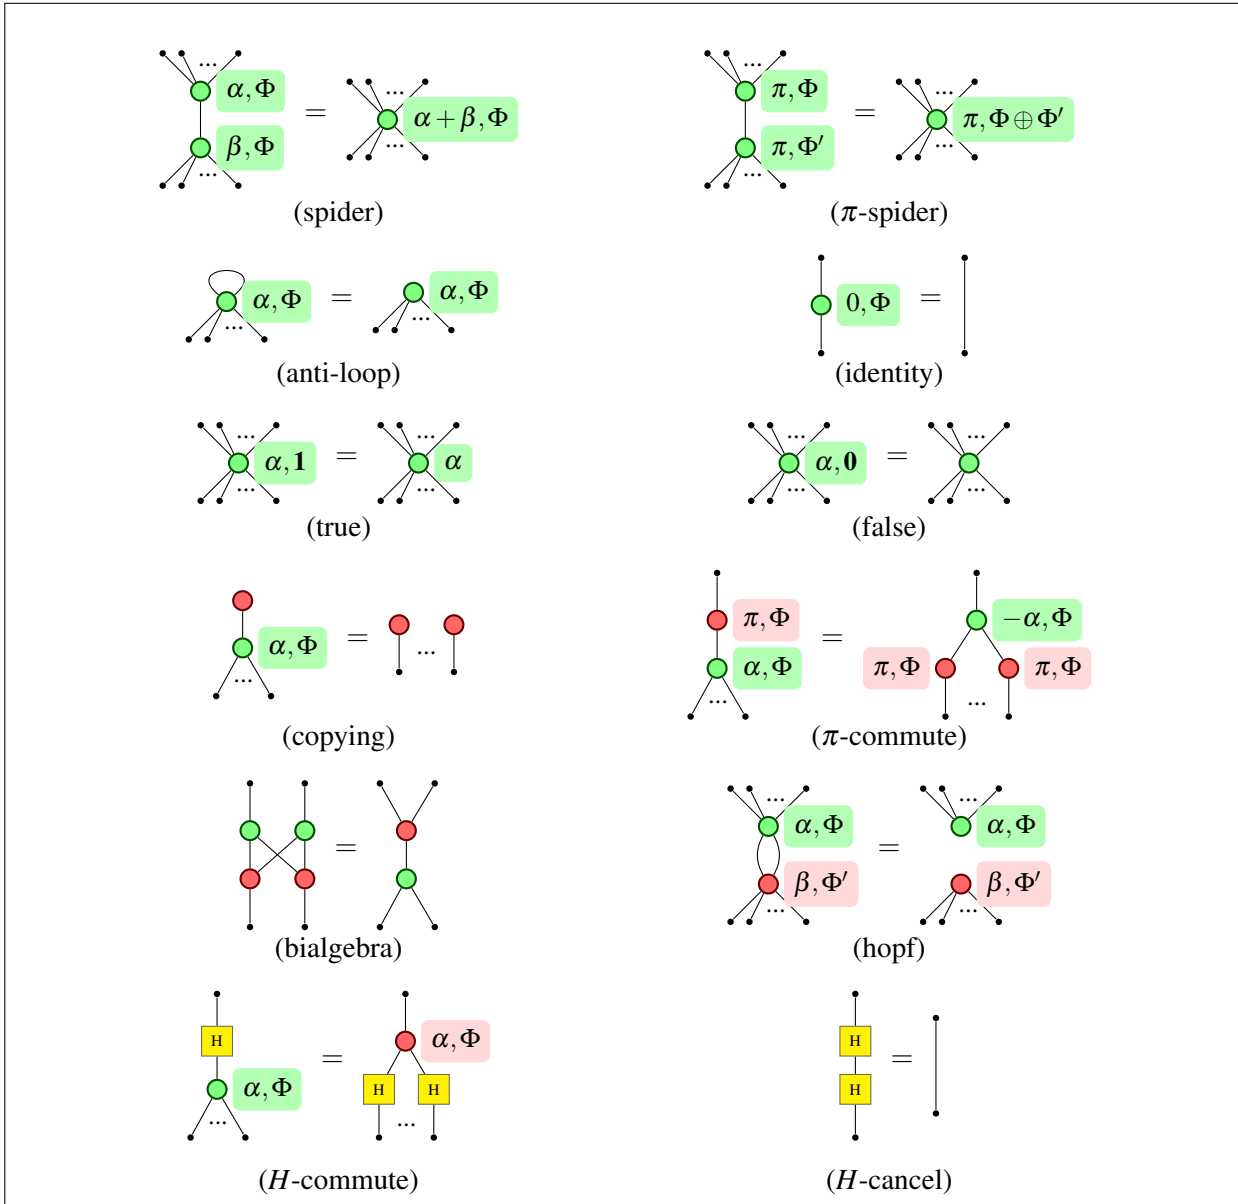 ... α,Φ = ... α+β,Φ ... β,Φ ...
(spider)
... π,Φ = ... π,Φ⊕Φ′ ... π,Φ′ ...
(π-spider)
α,Φ ... = α,Φ ...
(anti-loop)
0,Φ =
(identity)
... α,1 ... = ... α ...
(true)
... α,0 ... = ... ...
(false)
α,Φ ... = ...
(copying)
π,Φ α,Φ ... = −α,Φ π,Φ π,Φ ...
(π-commute)
=
(bialgebra)
... α,Φ β,Φ′ ... = ... α,Φ β,Φ′ ...
(hopf)
H α,Φ ... = α,Φ H H ...
(H-commute)
H H =
(H-cancel)